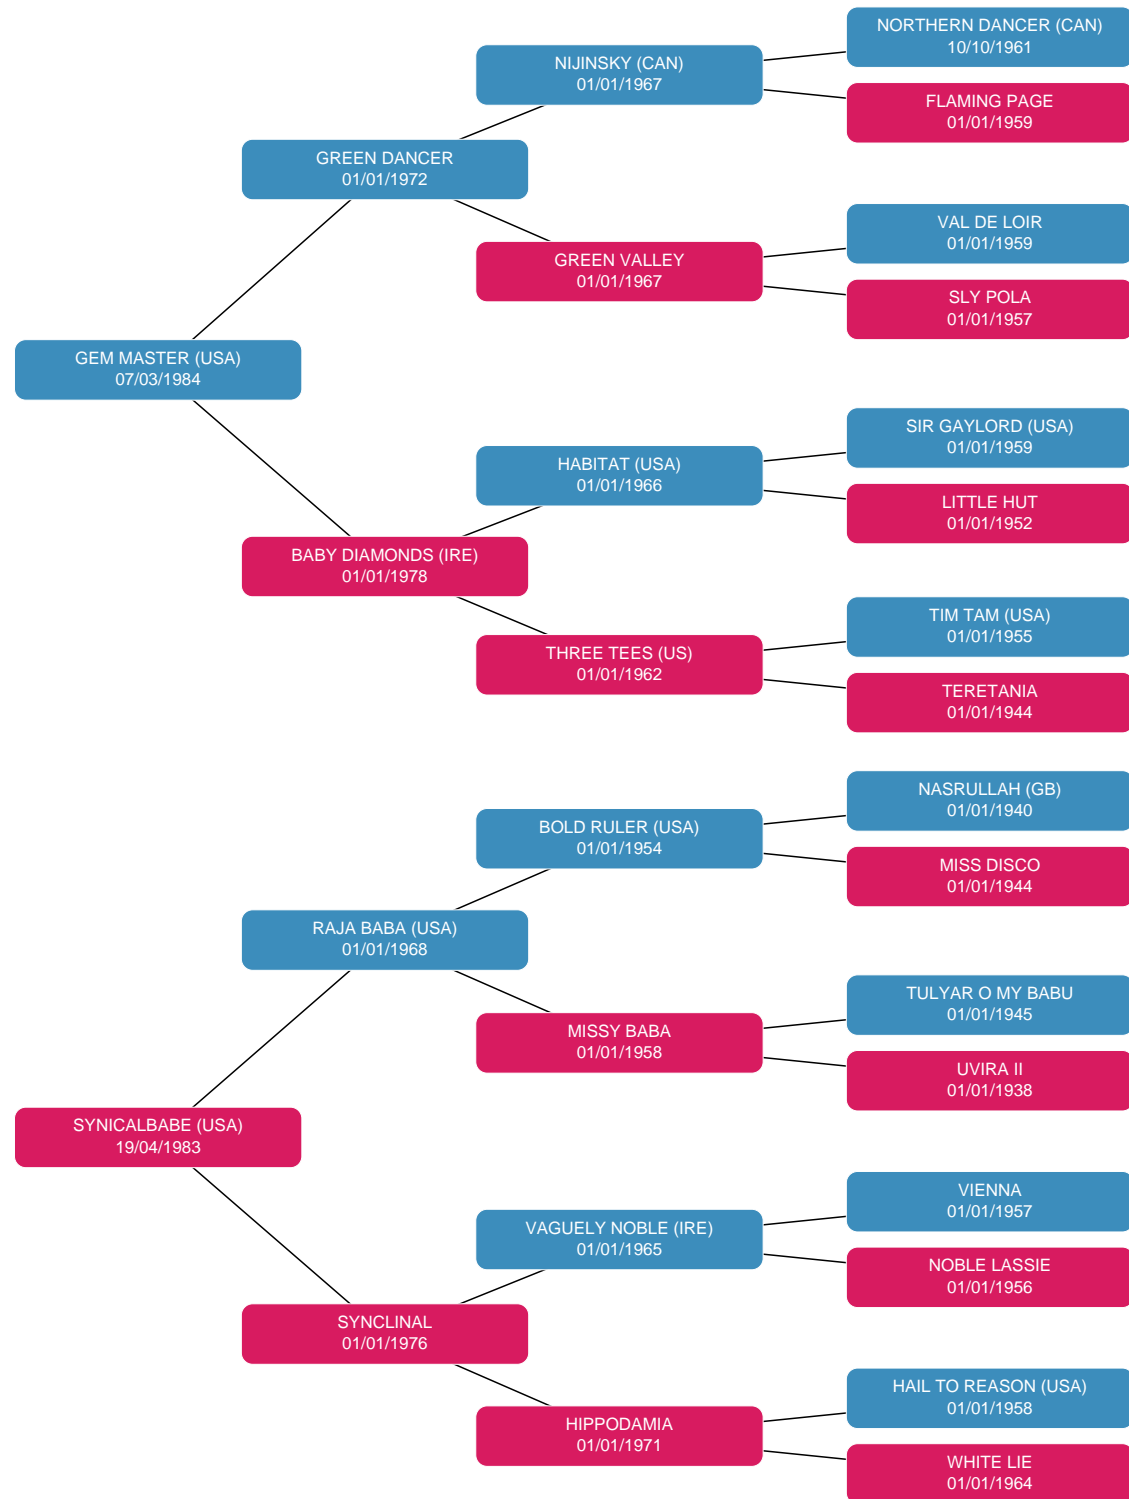 NORTHERN DANCER (CAN)
10/10/1961
NIJINSKY (CAN)
01/01/1967
FLAMING PAGE
01/01/1959
GREEN DANCER
01/01/1972
VAL DE LOIR
01/01/1959
GREEN VALLEY
01/01/1967
SLY POLA
01/01/1957
GEM MASTER (USA)
07/03/1984
SIR GAYLORD (USA)
01/01/1959
HABITAT (USA)
01/01/1966
LITTLE HUT
01/01/1952
BABY DIAMONDS (IRE)
01/01/1978
TIM TAM (USA)
01/01/1955
THREE TEES (US)
01/01/1962
TERETANIA
01/01/1944
NASRULLAH (GB)
01/01/1940
BOLD RULER (USA)
01/01/1954
MISS DISCO
01/01/1944
RAJA BABA (USA)
01/01/1968
TULYAR O MY BABU
01/01/1945
MISSY BABA
01/01/1958
UVIRA II
01/01/1938
SYNICALBABE (USA)
19/04/1983
VIENNA
01/01/1957
VAGUELY NOBLE (IRE)
01/01/1965
NOBLE LASSIE
01/01/1956
SYNCLINAL
01/01/1976
HAIL TO REASON (USA)
01/01/1958
HIPPODAMIA
01/01/1971
WHITE LIE
01/01/1964